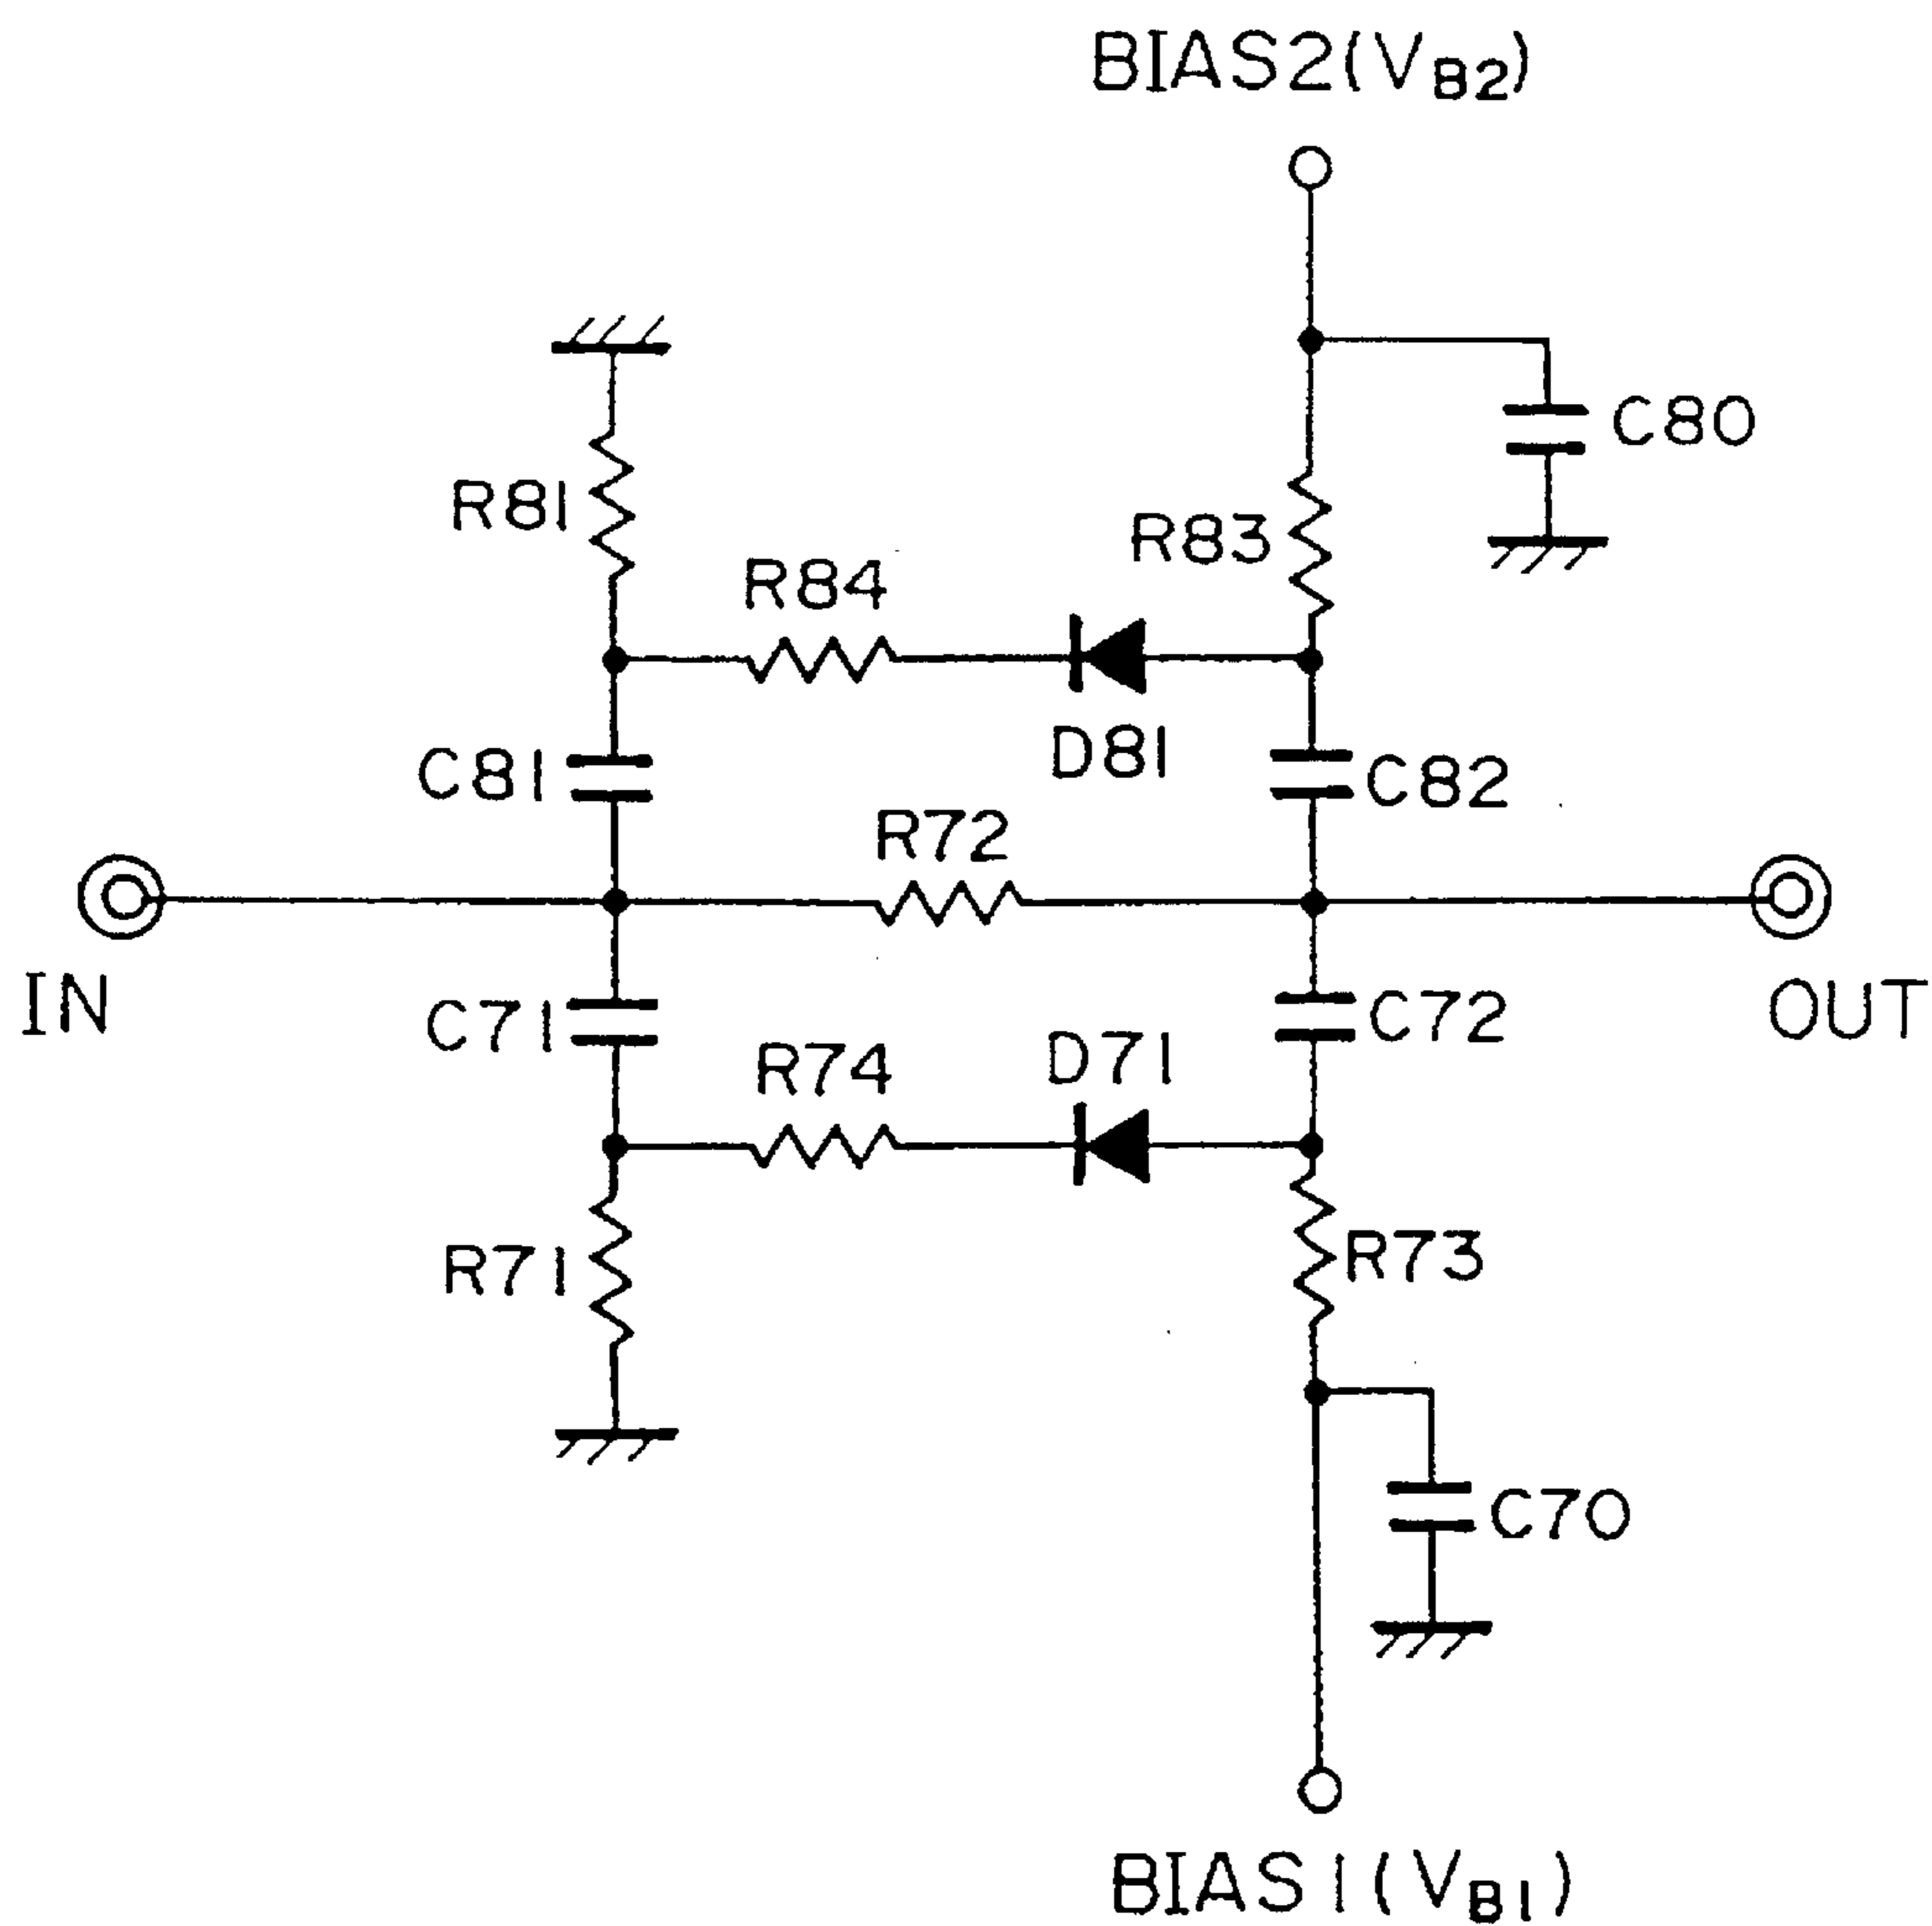 BIAS2(VB2)
C80
R81
R83
R84
D81
C81
C82
R72
IN
OUT
C71
C72
R74
D71
R71
R73
C70
BIAS1(VB1)